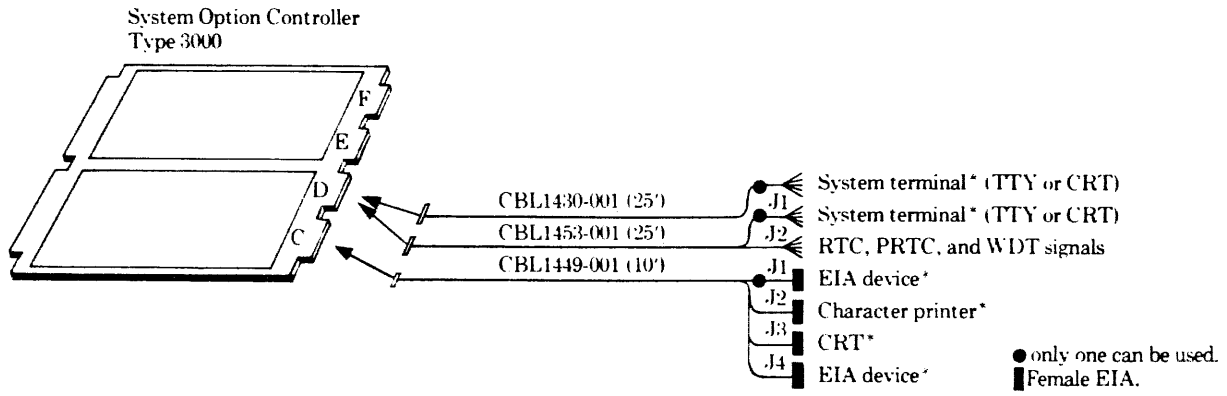 System Option Controller
Type 3000
F
E
D
C
CBL1430-001 (25')
System terminal* (TTY or CRT)
J1
CBL1453-001 (25')
System terminal* (TTY or CRT)
J2
RTC, PRTC, and WDT signals
CBL1449-001 (10')
J1
EIA device*
J2
Character printer*
J3
CRT*
J4
EIA device*
only one can be used.
Female EIA.